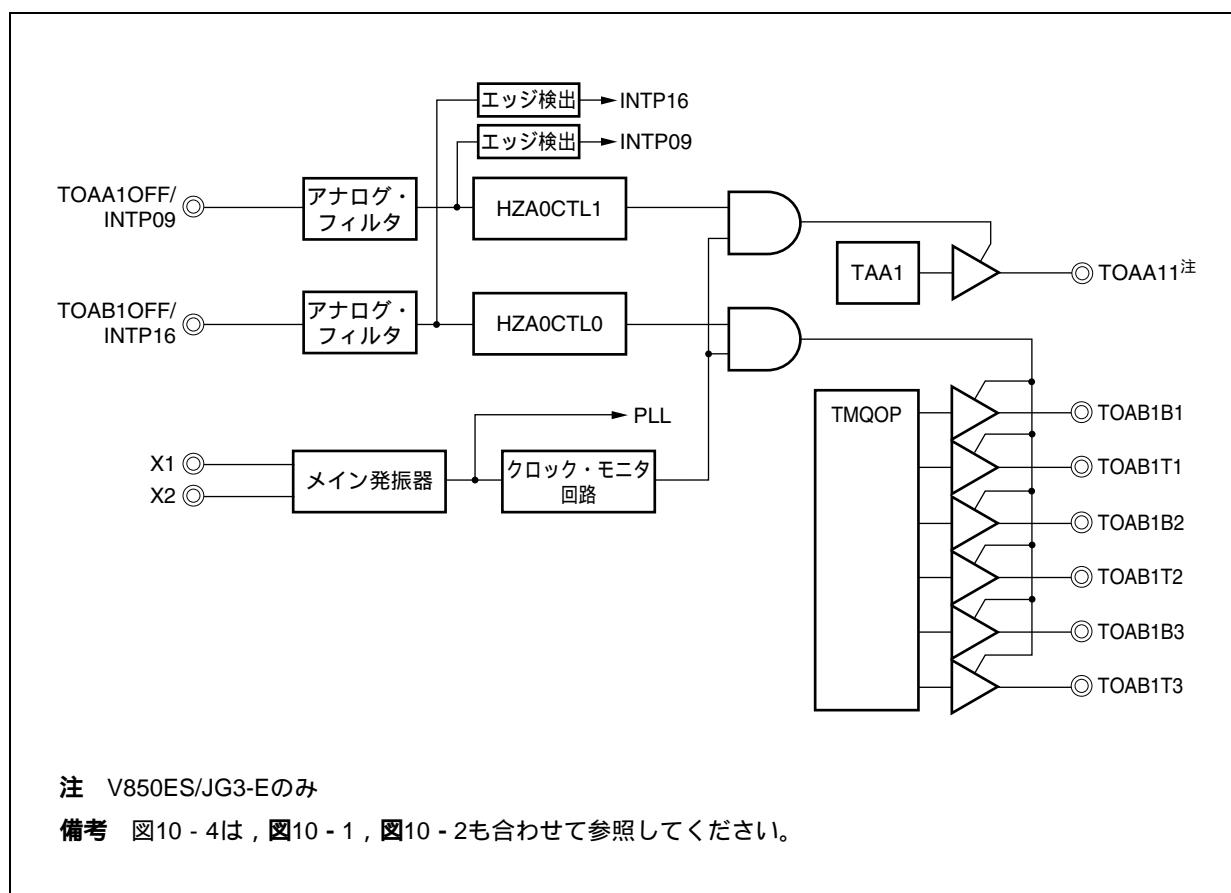 エッジ検出
INTP16
エッジ検出
INTP09
TOAA1OFF/
INTP09
アナログ・
フィルタ
HZA0CTL1
TAA1
TOAA11注
TOAB1OFF/
INTP16
アナログ・
フィルタ
HZA0CTL0
TMQOP
TOAB1B1
PLL
X1
X2
メイン発振器
クロック・モニタ
回路
TOAB1T1
TOAB1B2
TOAB1T2
TOAB1B3
TOAB1T3
注 V850ES/JG3-Eのみ
備考 図10 - 4は，図10 - 1，図10 - 2も合わせて参照してください。